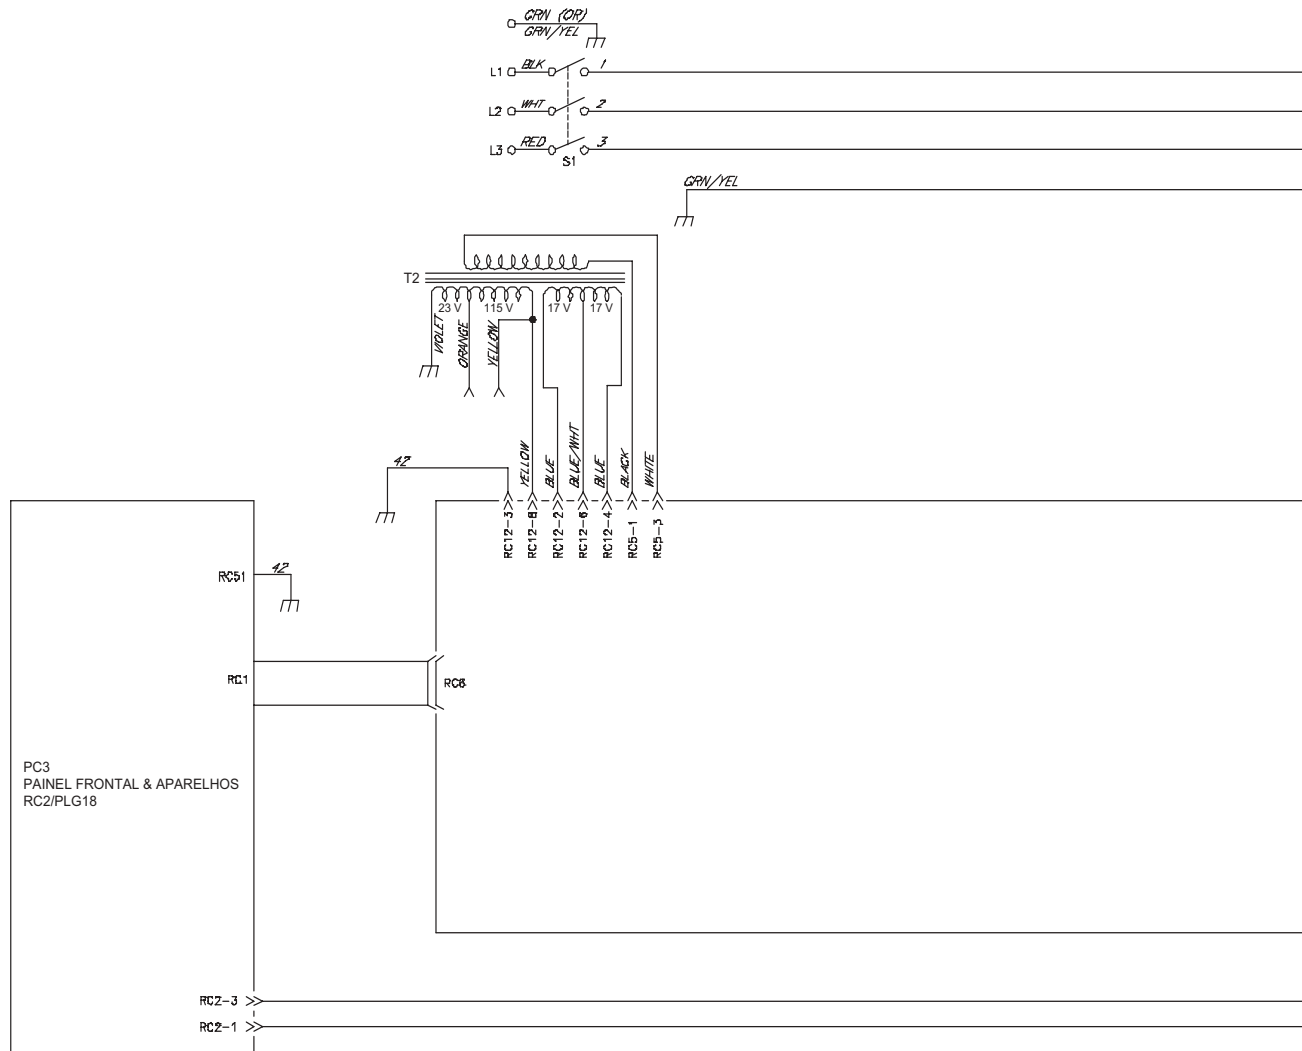 GRN (OR)
GRN/YEL
L1 BLK 1
L2 WHT 2
L3 RED 3
S1
GRN/YEL
T2
23 V 115 V 17 V 17 V
VIOLET
ORANGE
YELLOW
YELLOW
BLUE
BLUE/WHT
BLUE
BLACK
WHITE
42
RC12-3
RC12-8
RC12-2
RC12-6
RC12-4
RC5-1
RC5-3
RC51 42
RC1 RC6
PC3
PAINEL FRONTAL & APARELHOS
RC2/PLG18
RC2-3
RC2-1